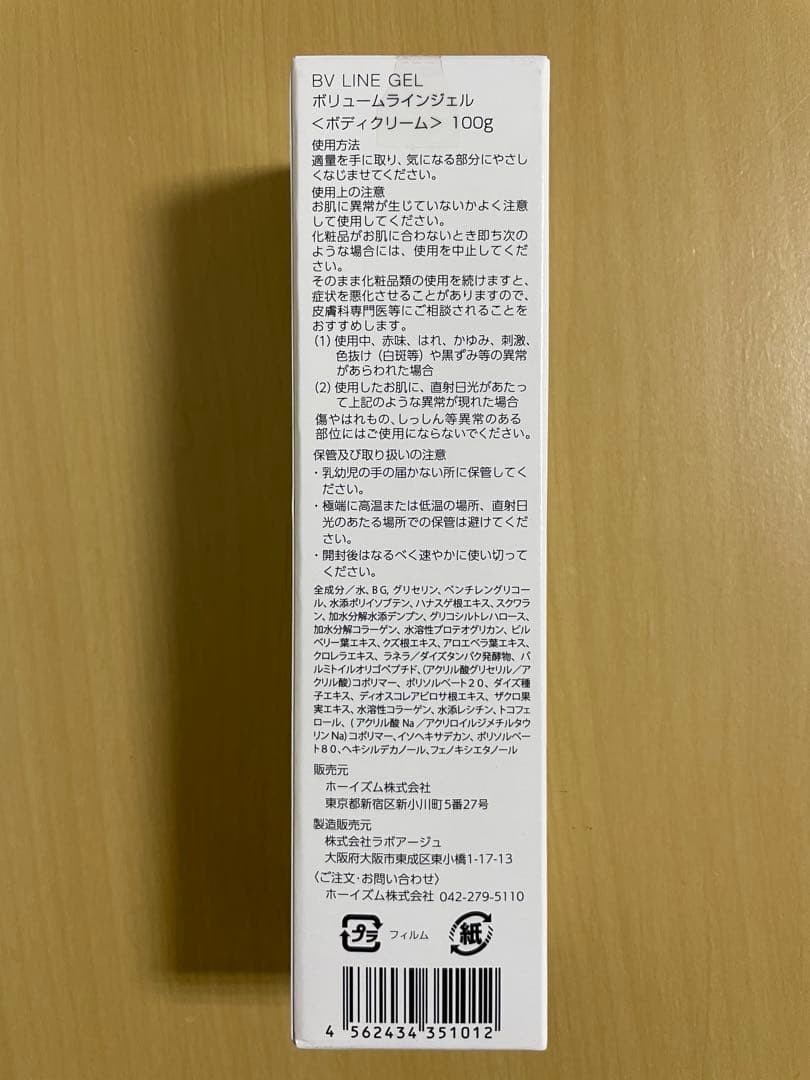 BV LINE GEL
ボリュームラインジェル
＜ボディクリーム＞ 100g
使用方法
適量を手に取り、気になる部分にやさし
くなじませてください。
使用上の注意
お肌に異常が生じていないかよく注意
して使用してください。
化粧品がお肌に合わないとき即ち次の
ような場合には、使用を中止してくだ
さい。
そのまま化粧品類の使用を続けますと、
症状を悪化させることがありますので、
皮膚科専門医等にご相談されることを
おすすめします。
(1) 使用中、赤味、はれ、かゆみ、刺激、
色抜け（白斑等）や黒ずみ等の異常
があらわれた場合
(2) 使用したお肌に、直射日光があたっ
て上記のような異常が現れた場合
傷やはれもの、しっしん等異常のある
部位にはご使用にならないでください。
保管及び取り扱いの注意
・乳幼児の手の届かない所に保管してく
ださい。
・極端に高温または低温の場所、直射日
光のあたる場所での保管は避けてくだ
さい。
・開封後はなるべく速やかに使い切って
ください。
全成分／水、BG, グリセリン、ペンチレングリコー
ル、水添ポリイソブテン、ハナスゲ根エキス、スクワラ
ン、加水分解水添デンプン、グリコシルトレハロース、
加水分解コラーゲン、水溶性プロテオグリカン、ビル
ベリー葉エキス、クズ根エキス、アロエベラ葉エキス、
クロレラエキス、ラネラ／ダイズタンパク発酵物、パ
ルミトイルオリゴペプチド、（アクリル酸グリセリル／ア
クリル酸）コポリマー、ポリソルベート20、ダイズ種
子エキス、ディオスコレアビロサ根エキス、ザクロ果
実エキス、水溶性コラーゲン、水添レシチン、トコフェ
ロール、(アクリル酸Na／アクリロイルジメチルタウ
リンNa)コポリマー、イソヘキサデカン、ポリソルベー
ト80、ヘキシルデカノール、フェノキシエタノール
販売元
ホーイズム株式会社
東京都新宿区新小川町5番27号
製造販売元
株式会社ラボアージュ
大阪府大阪市東成区東小橋1-17-13
〈ご注文・お問い合わせ〉
ホーイズム株式会社 042-279-5110
プラ フィルム 紙
4 562434 351012